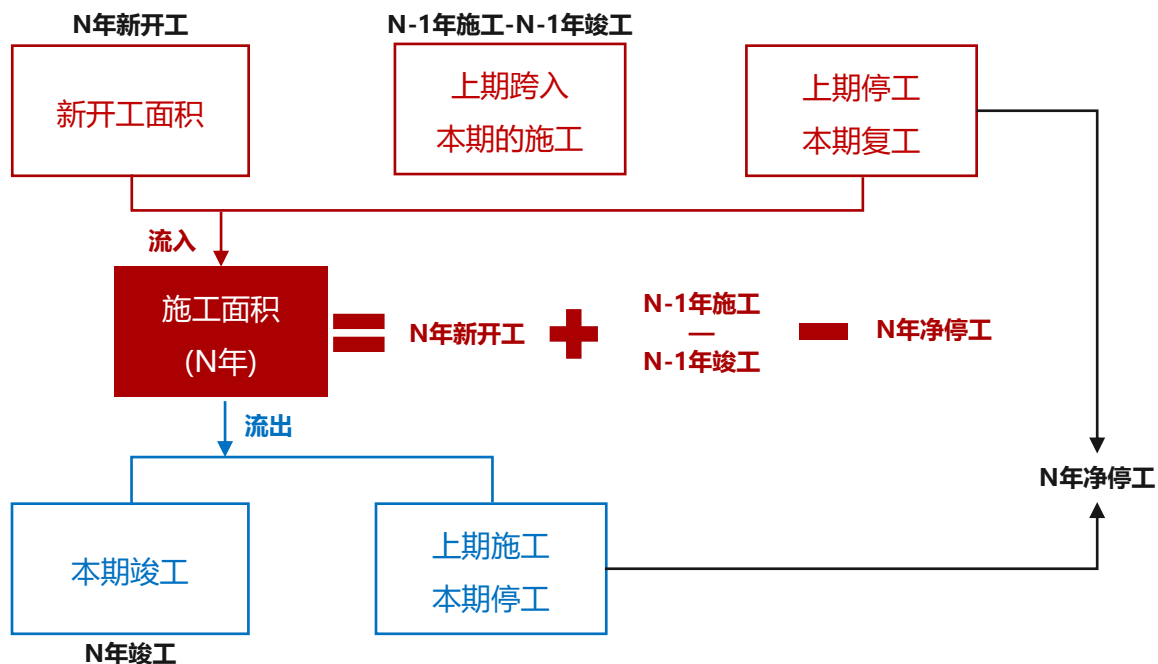 N年新开工
N-1年施工-N-1年竣工
新开工面积
上期跨入
本期的施工
上期停工
本期复工
流入
施工面积
(N年)
N年新开工
N-1年施工
—
N-1年竣工
N年净停工
流出
N年净停工
本期竣工
上期施工
本期停工
N年竣工